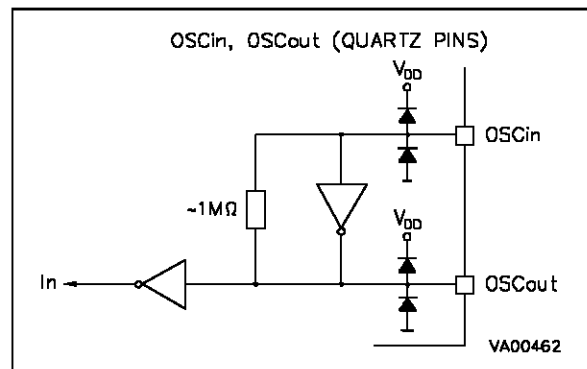 OSCin, OSCout (QUARTZ PINS)
VDD
OSCin
~1MΩ
VDD
In
OSCout
VA00462